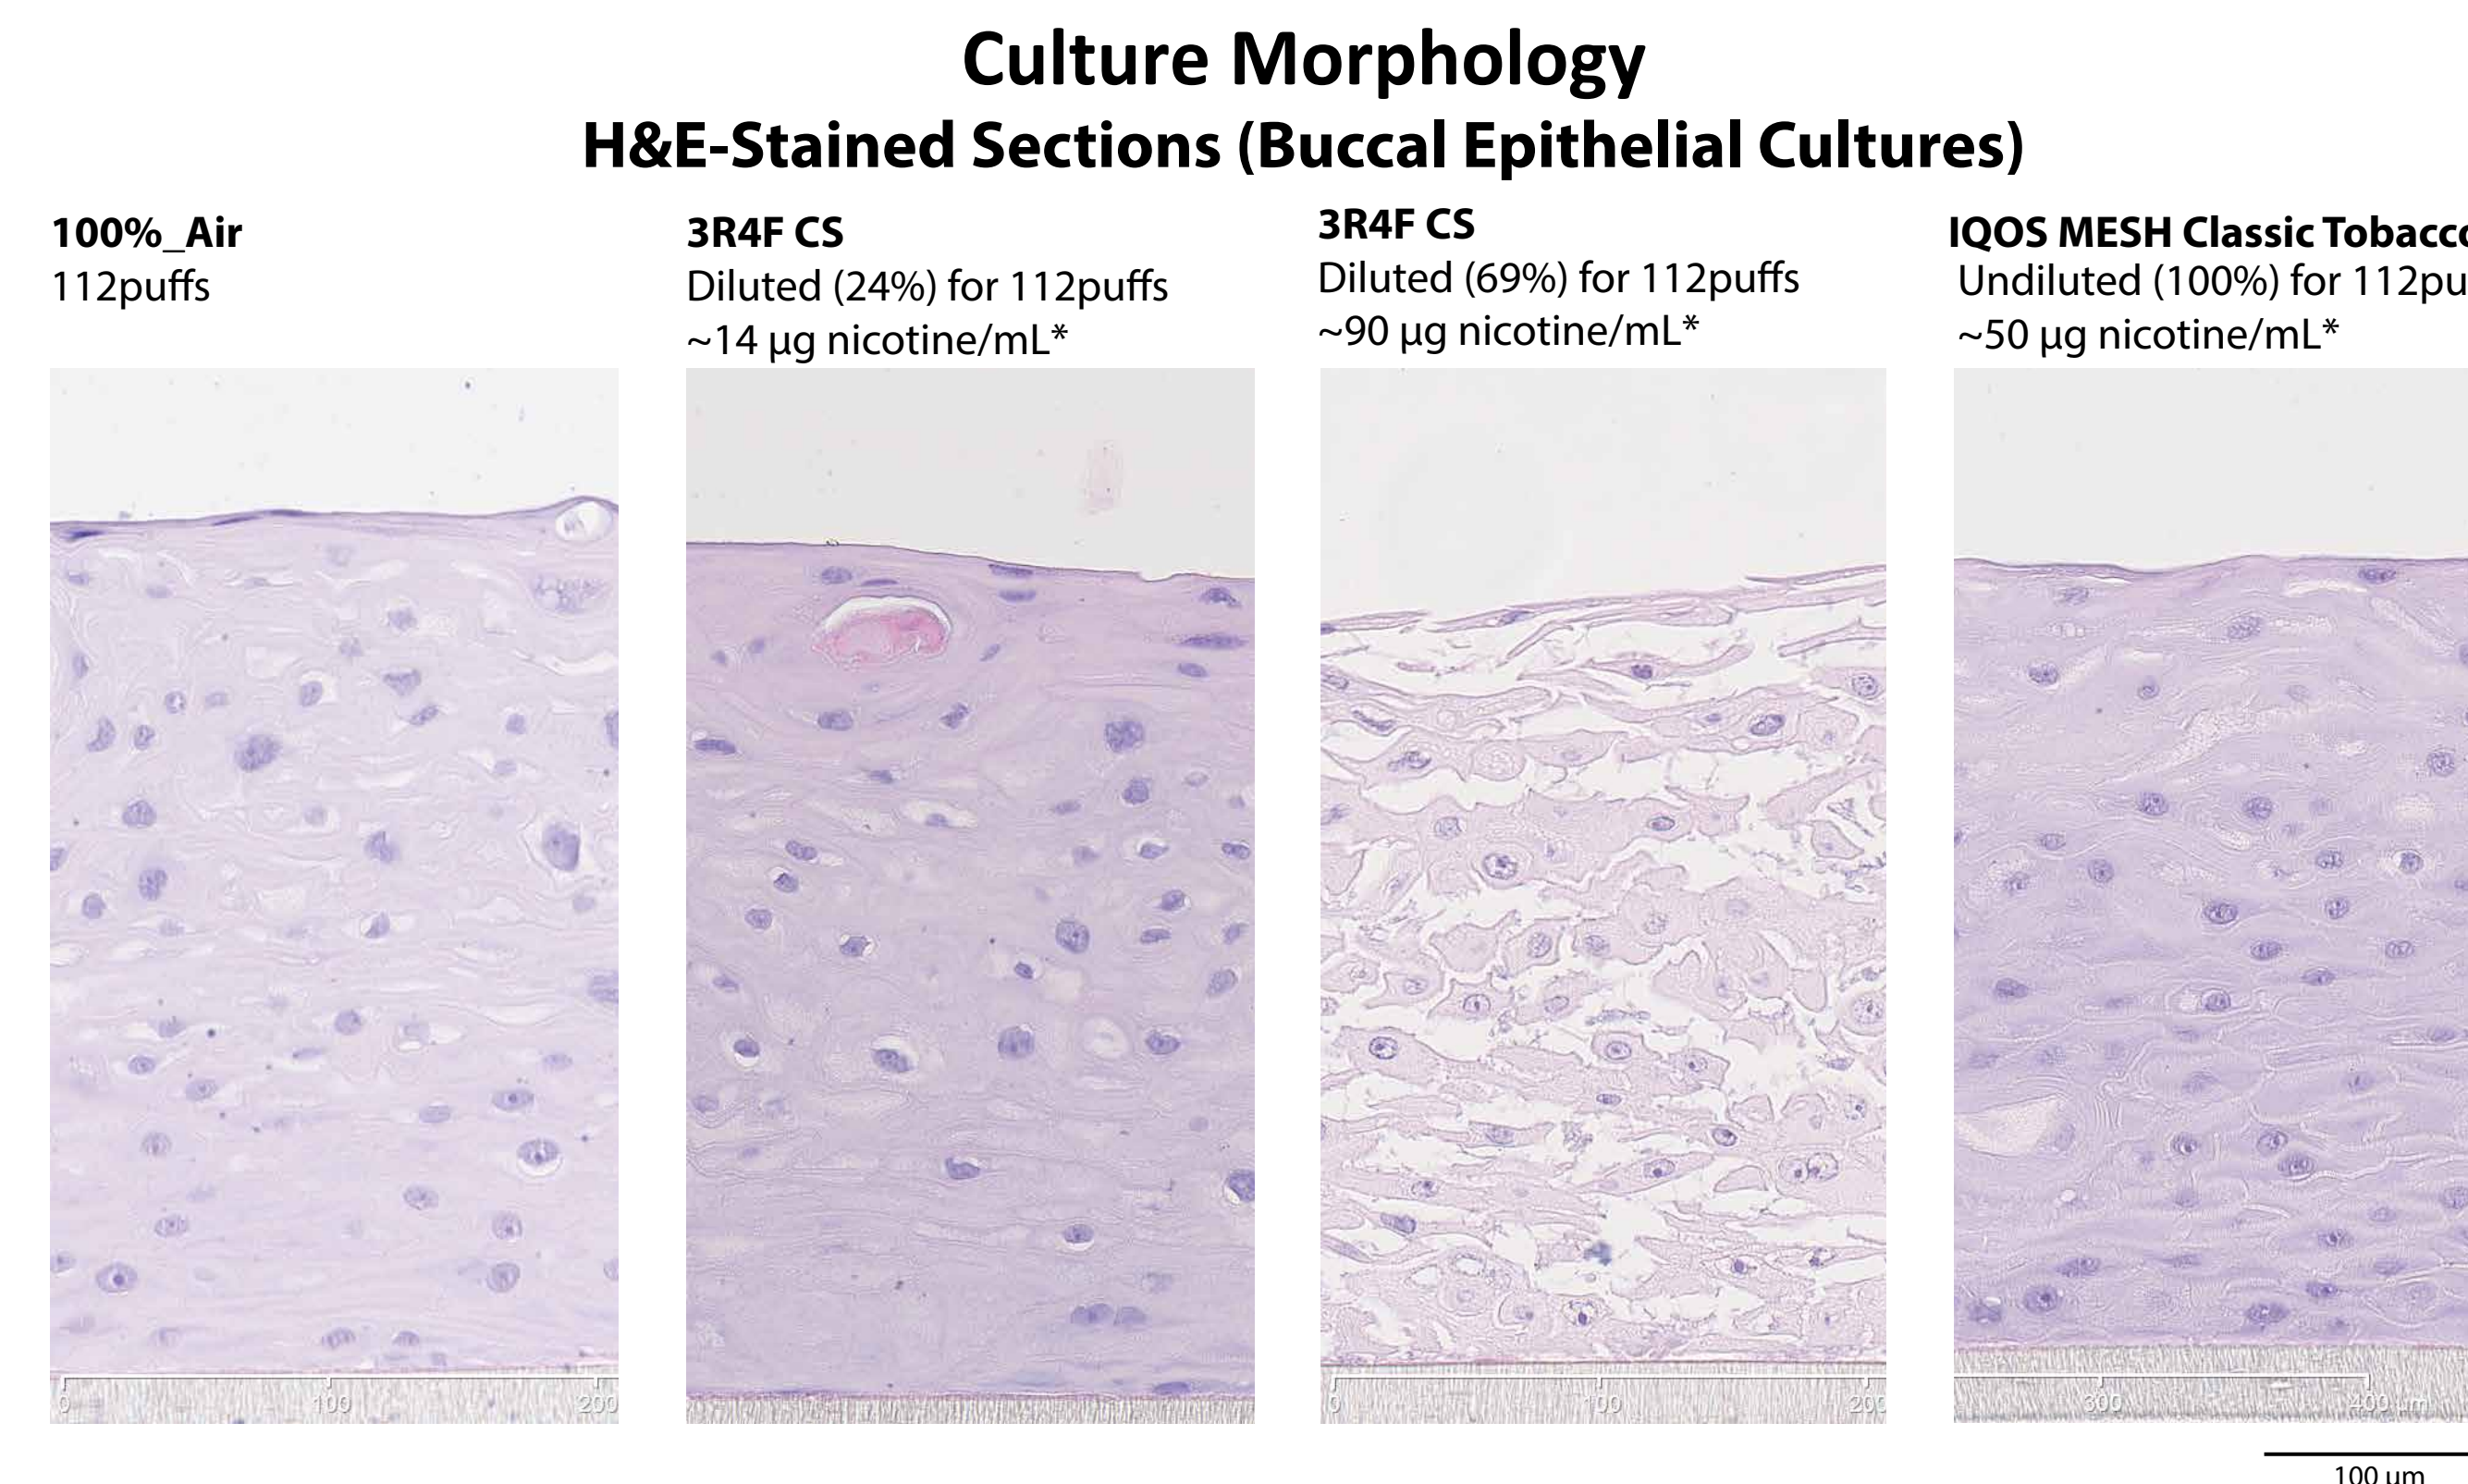 Culture Morphology
H&E-Stained Sections (Buccal Epithelial Cultures)
100%_Air
112puffs
3R4F CS
Diluted (24%) for 112puffs
~14 µg nicotine/mL*
3R4F CS
Diluted (69%) for 112puffs
~90 µg nicotine/mL*
IQOS MESH Classic Tobacco
Undiluted (100%) for 112pu
~50 µg nicotine/mL*
0 100 200
0 100 200
300 400 um
100 µm